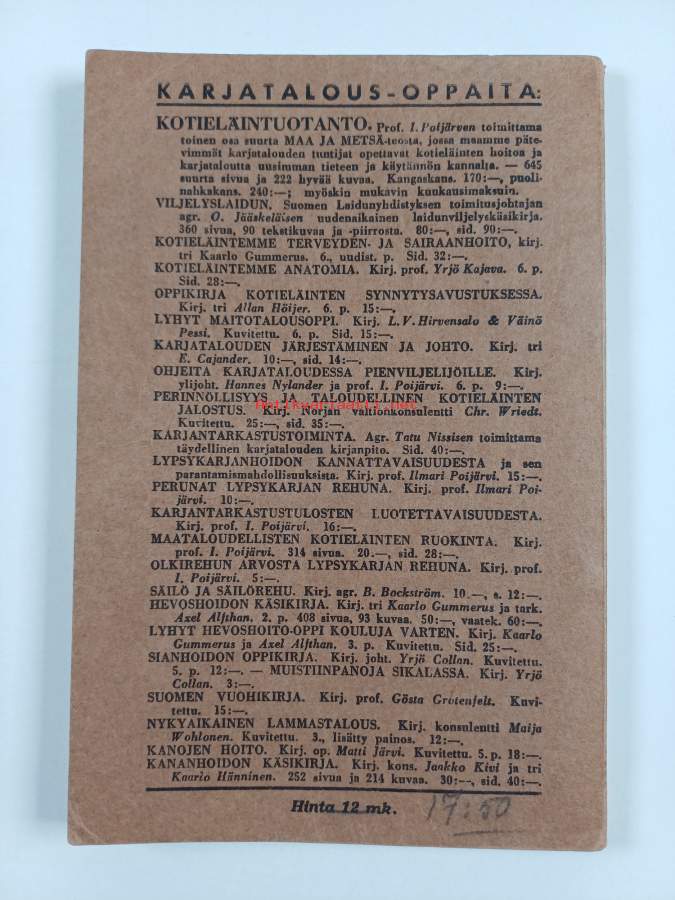 KARJATALOUS-OPPAITA:
KOTIELÄINTUOTANTO. Prof. I. Poijärven toimittama
toinen osa suurta MAA JA METSÄ-teosta, jossa maamme päte-
vimmät karjatalouden tuntijat opettavat kotieläinten hoitoa ja
karjataloutta uusimman tieteen ja käytännön kannalta. — 645
suurta sivua ja 222 hyvää kuvaa. Kangaskans. 170:—, puoli-
nahkakans. 240:—; myöskin mukavin kuukausimaksuin.
VILJELYSLAIDUN. Suomen Laidunyhdistyksen toimitusjohtajan
agr. O. Jääskeläisen uudenaikainen laidunviljelyskäsikirja.
360 sivua, 90 tekstikuvaa ja -piirrosta. 80:—, sid. 90:—.
KOTIELÄINTEMME TERVEYDEN- JA SAIRAANHOITO, kirj.
tri Kaarlo Gummerus. 6., uudist. p. Sid. 32:—.
KOTIELÄINTEMME ANATOMIA. Kirj. prof. Yrjö Kajava. 6. p.
Sid. 28:—.
OPPIKIRJA KOTIELÄINTEN SYNNYTYSAVUSTUKSESSA.
Kirj. tri Allan Höijer. 6. p. 15:—.
LYHYT MAITOTALOUSOPPI. Kirj. L. V. Hirvensalo & Väinö
Pessi. Kuvitettu. 6. p. Sid. 15:—.
KARJATALOUDEN JÄRJESTÄMINEN JA JOHTO. Kirj. tri
E. Cajander. 10:—, sid. 14:—.
OHJEITA KARJATALOUDESSA PIENVILJELIJÖILLE. Kirj.
ylijoht. Hannes Nylander ja prof. I. Poijärvi. 6. p. 9:—.
PERINNÖLLISYYS JA TALOUDELLINEN KOTIELÄINTEN
JALOSTUS. Kirj. Norjan valtionkonsulentti Chr. Wriedt.
Kuvitettu. 25:—, sid. 35:—.
KARJANTARKASTUSTOIMINTA. Agr. Tatu Nissisen toimittama
täydellinen karjatalouden kirjanpito. Sid. 40:—.
LYPSYKARJANHOIDON KANNATTAVAISUUDESTA ja sen
parantamismahdollisuuksista. Kirj. prof. Ilmari Poijärvi. 15:—.
PERUNAT LYPSYKARJAN REHUNA. Kirj. prof. Ilmari Poi-
järvi. 10:—.
KARJANTARKASTUSTULOSTEN LUOTETTAVAISUUDESTA.
Kirj. prof. I. Poijärvi. 16:—.
MAATALOUDELLISTEN KOTIELÄINTEN RUOKINTA. Kirj.
prof. I. Poijärvi. 314 sivua. 20.—, sid. 28:—.
OLKIREHUN ARVOSTA LYPSYKARJAN REHUNA. Kirj. prof.
I. Poijärvi. 5:—.
SÄILÖ JA SÄILÖREHU. Kirj. agr. B. Bockström. 10.—, s. 12:—.
HEVOSHOIDON KÄSIKIRJA. Kirj. tri Kaarlo Gummerus ja tark.
Axel Alfthan. 2. p. 408 sivua, 93 kuvaa. 50:—, vaatek. 60:—.
LYHYT HEVOSHOITO-OPPI KOULUJA VARTEN. Kirj. Kaarlo
Gummerus ja Axel Alfthan. 3. p. Kuvitettu. Sid. 25:—.
SIANHOIDON OPPIKIRJA. Kirj. joht. Yrjö Collan. Kuvitettu.
5. p. 12:—. — MUISTIINPANOJA SIKALASSA. Kirj. Yrjö
Collan. 3:—.
SUOMEN VUOHIKIRJA. Kirj. prof. Gösta Grotenfelt. Kuvi-
tettu. 15:—.
NYKYAIKAINEN LAMMASTALOUS. Kirj. konsulentti Maija
Wohlonen. Kuvitettu. 3., lisätty painos. 12:—.
KANOJEN HOITO. Kirj. op. Matti Järvi. Kuvitettu. 5. p. 18:—.
KANANHOIDON KÄSIKIRJA. Kirj. kons. Jaakko Kivi ja tri
Kaarlo Hänninen. 252 sivua ja 214 kuvaa. 30:—, sid. 40:—.
Hinta 12 mk. 17:50